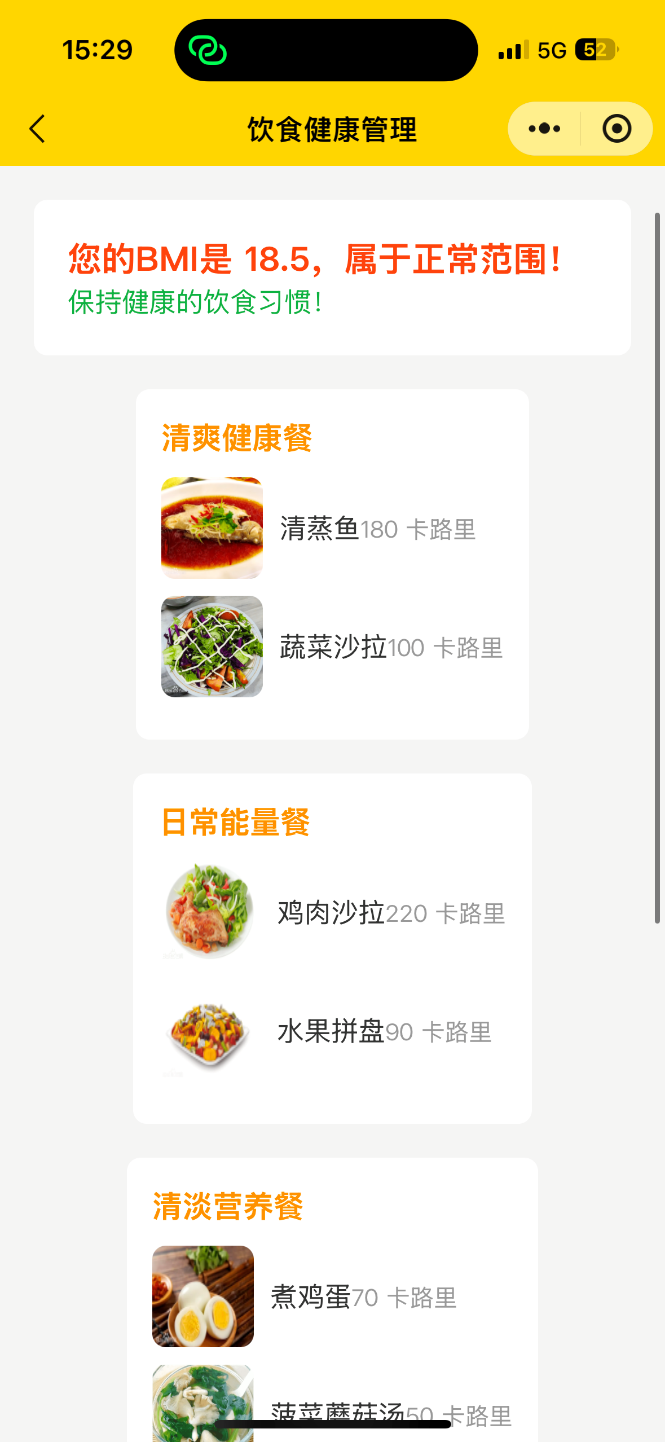 15:29
5G
52
饮食健康管理
您的BMI是 18.5，属于正常范围！
保持健康的饮食习惯！
清爽健康餐
清蒸鱼180 卡路里
蔬菜沙拉100 卡路里
日常能量餐
鸡肉沙拉220 卡路里
水果拼盘90 卡路里
清淡营养餐
煮鸡蛋70 卡路里
菠菜蘑菇汤50 卡路里